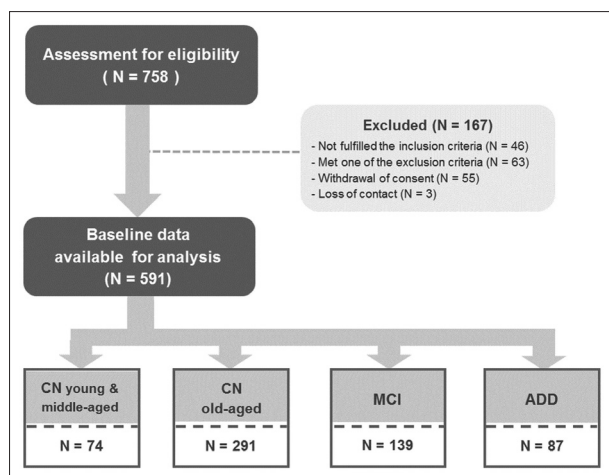 Assessment for eligibility
( N = 758)
Excluded (N = 167)
- Not fulfilled the inclusion criteria (N = 46)
- Met one of the exclusion criteria (N = 63)
- Withdrawal of consent (N = 55)
- Loss of contact (N = 3)
Baseline data
available for analysis
(N = 591)
CN young &
middle-aged
N = 74
CN
old-aged
N = 291
MCI
N = 139
ADD
N = 87